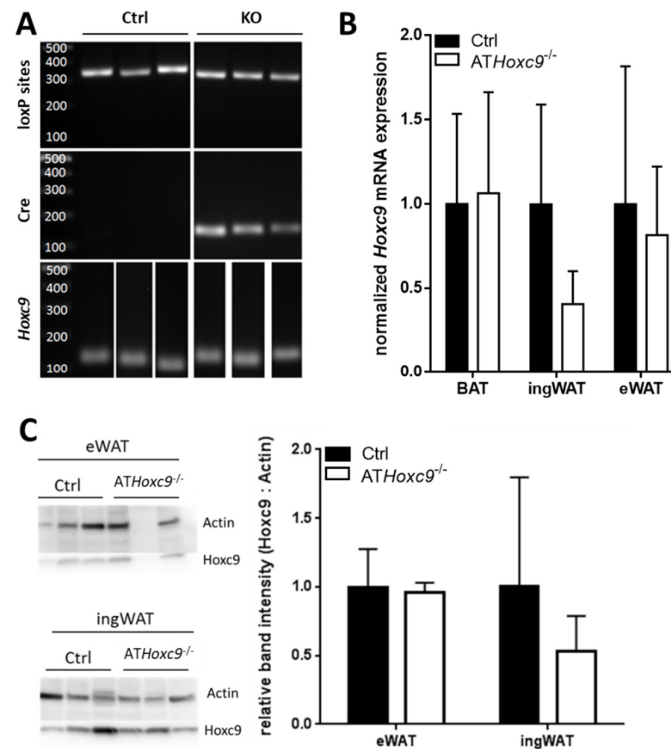 A
Ctrl
KO
loxP sites
500
400
300
200
100
Cre
500
400
300
200
100
Hoxc9
500
400
300
200
100
B
normalized Hoxc9 mRNA expression
2.0
1.5
1.0
0.5
0.0
Ctrl
ATHoxc9-/-
BAT
ingWAT
eWAT
C
eWAT
Ctrl
ATHoxc9-/-
Actin
Hoxc9
ingWAT
Ctrl
ATHoxc9-/-
Actin
Hoxc9
relative band intensity (Hoxc9 : Actin)
2.0
1.5
1.0
0.5
0.0
Ctrl
ATHoxc9-/-
eWAT
ingWAT